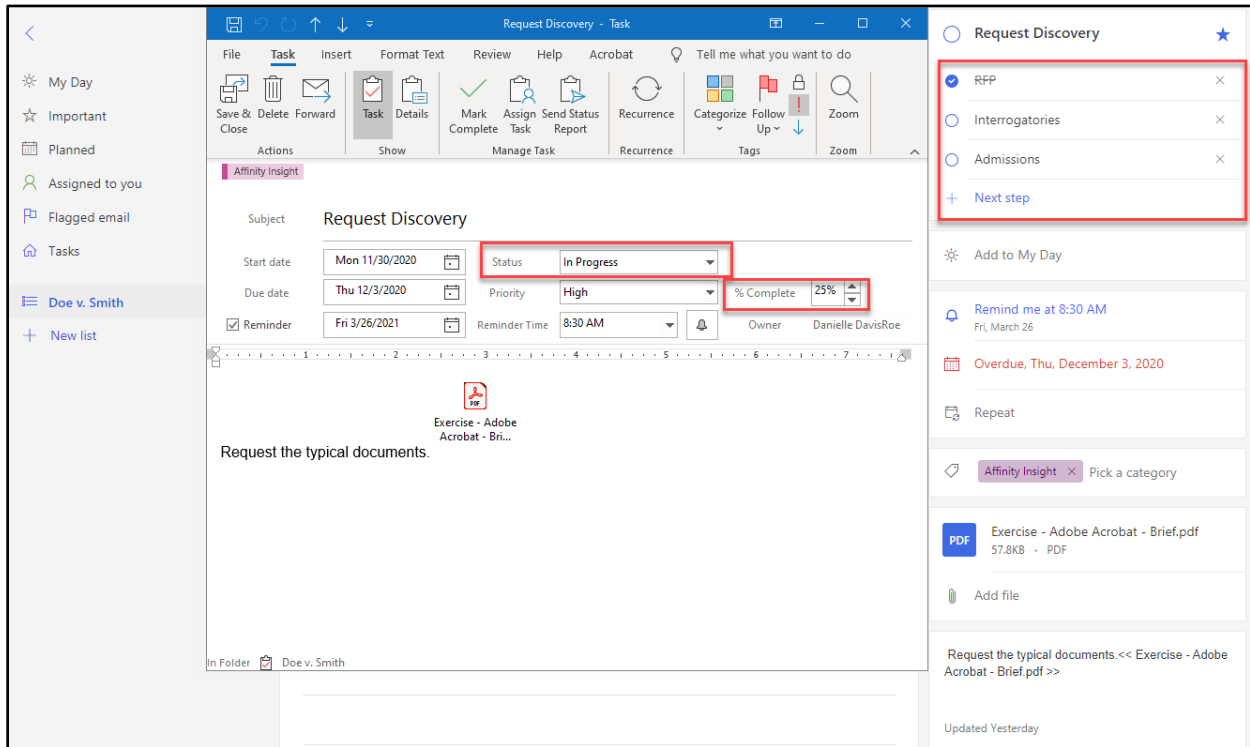 My Day
Important
Planned
Assigned to you
Flagged email
Tasks
Doe v. Smith
New list
Request Discovery - Task
File Task Insert Format Text Review Help Acrobat Tell me what you want to do
Save & Close Delete Forward Task Details Mark Complete Assign Task Send Status Report Recurrence Categorize Follow Up Zoom
Actions Show Manage Task Recurrence Tags Zoom
Affinity Insight
Subject Request Discovery
Start date Mon 11/30/2020 Status In Progress
Due date Thu 12/3/2020 Priority High % Complete 25%
Reminder Fri 3/26/2021 Reminder Time 8:30 AM Owner Danielle DavisRoe
1 2 3 4 5 6 7
PDF
Exercise - Adobe
Acrobat - Bri...
Request the typical documents.
In Folder Doe v. Smith
Request Discovery
RFP
Interrogatories
Admissions
Next step
Add to My Day
Remind me at 8:30 AM
Fri, March 26
Overdue, Thu, December 3, 2020
Repeat
Affinity Insight Pick a category
PDF
Exercise - Adobe Acrobat - Brief.pdf
57.8KB • PDF
Add file
Request the typical documents.<< Exercise - Adobe
Acrobat - Brief.pdf >>
Updated Yesterday